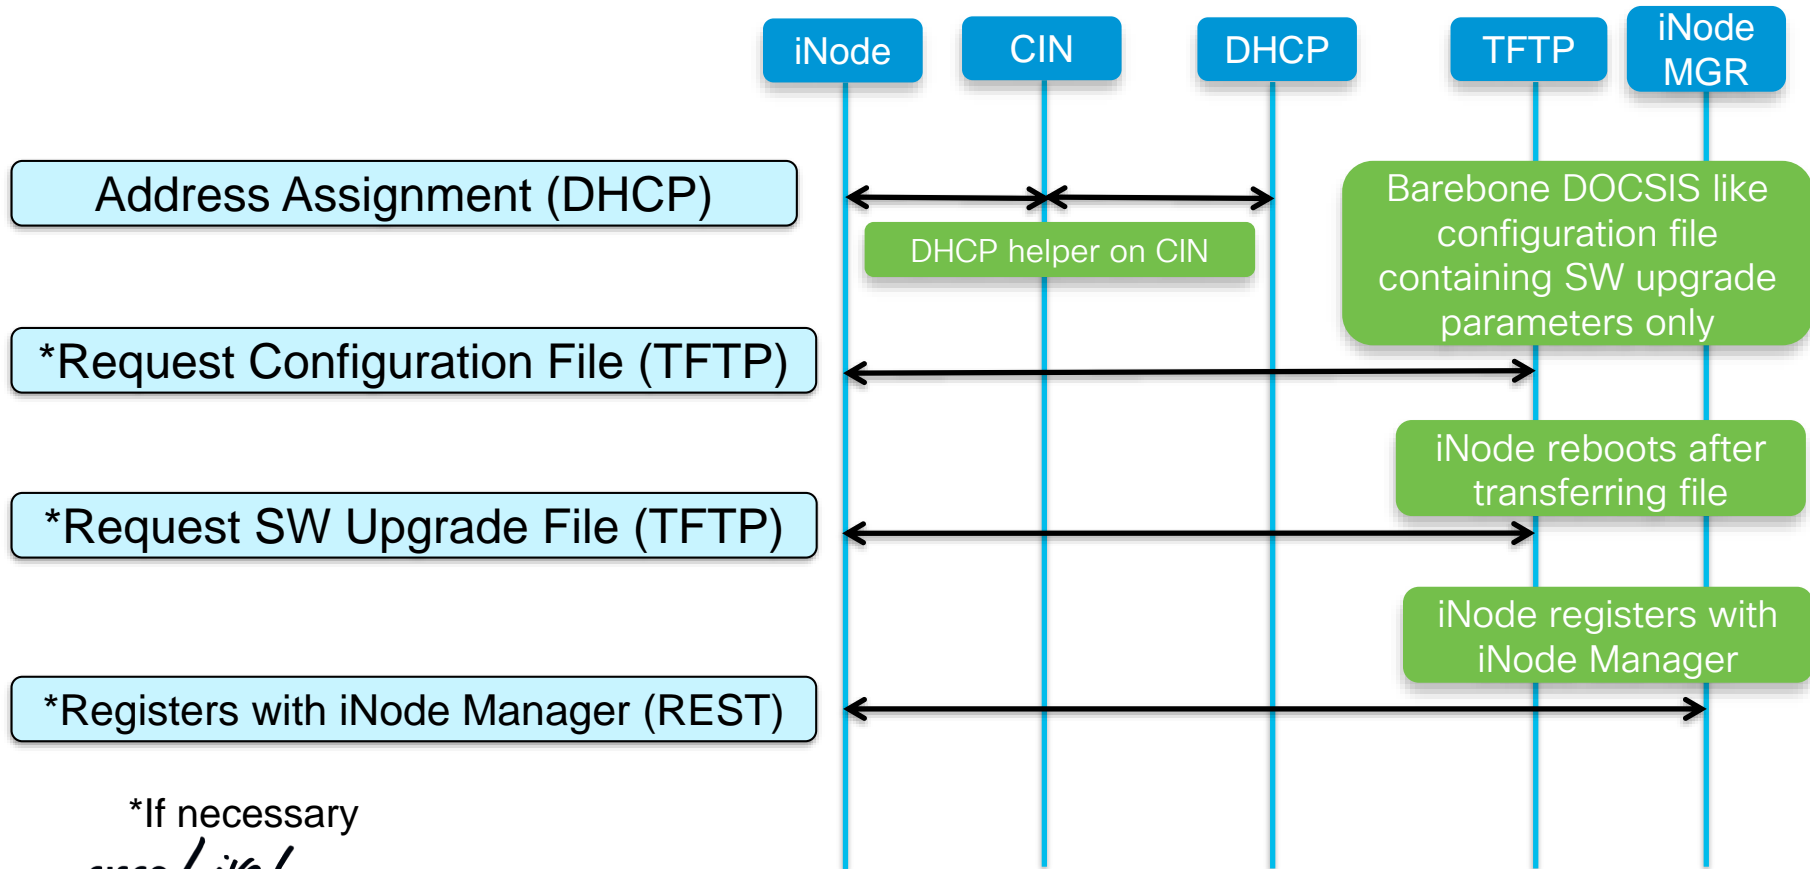 iNode
CIN
DHCP
TFTP
iNode
MGR
Address Assignment (DHCP)
DHCP helper on CIN
Barebone DOCSIS like
configuration file
containing SW upgrade
parameters only
*Request Configuration File (TFTP)
iNode reboots after
transferring file
*Request SW Upgrade File (TFTP)
iNode registers with
iNode Manager
*Registers with iNode Manager (REST)
*If necessary